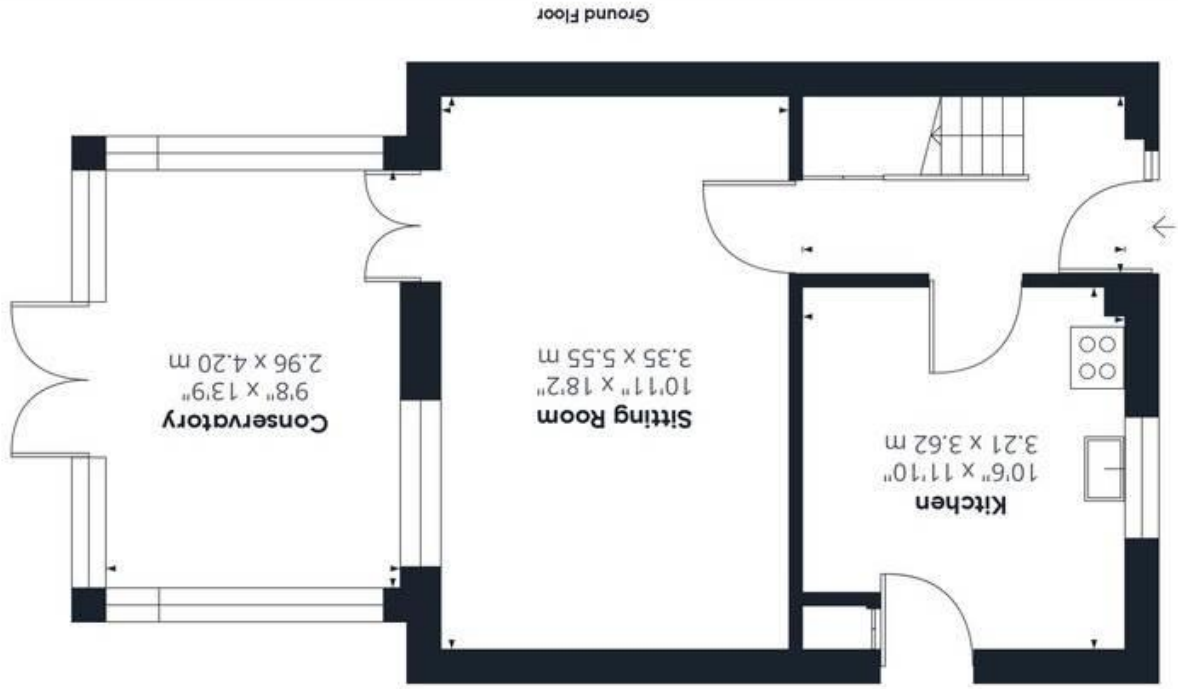 Kitchen
10'6" x 11'10"
3.21 x 3.62 m
Sitting Room
10'11" x 18'2"
3.35 x 5.55 m
Conservatory
9'8" x 13'9"
2.96 x 4.20 m
Ground Floor